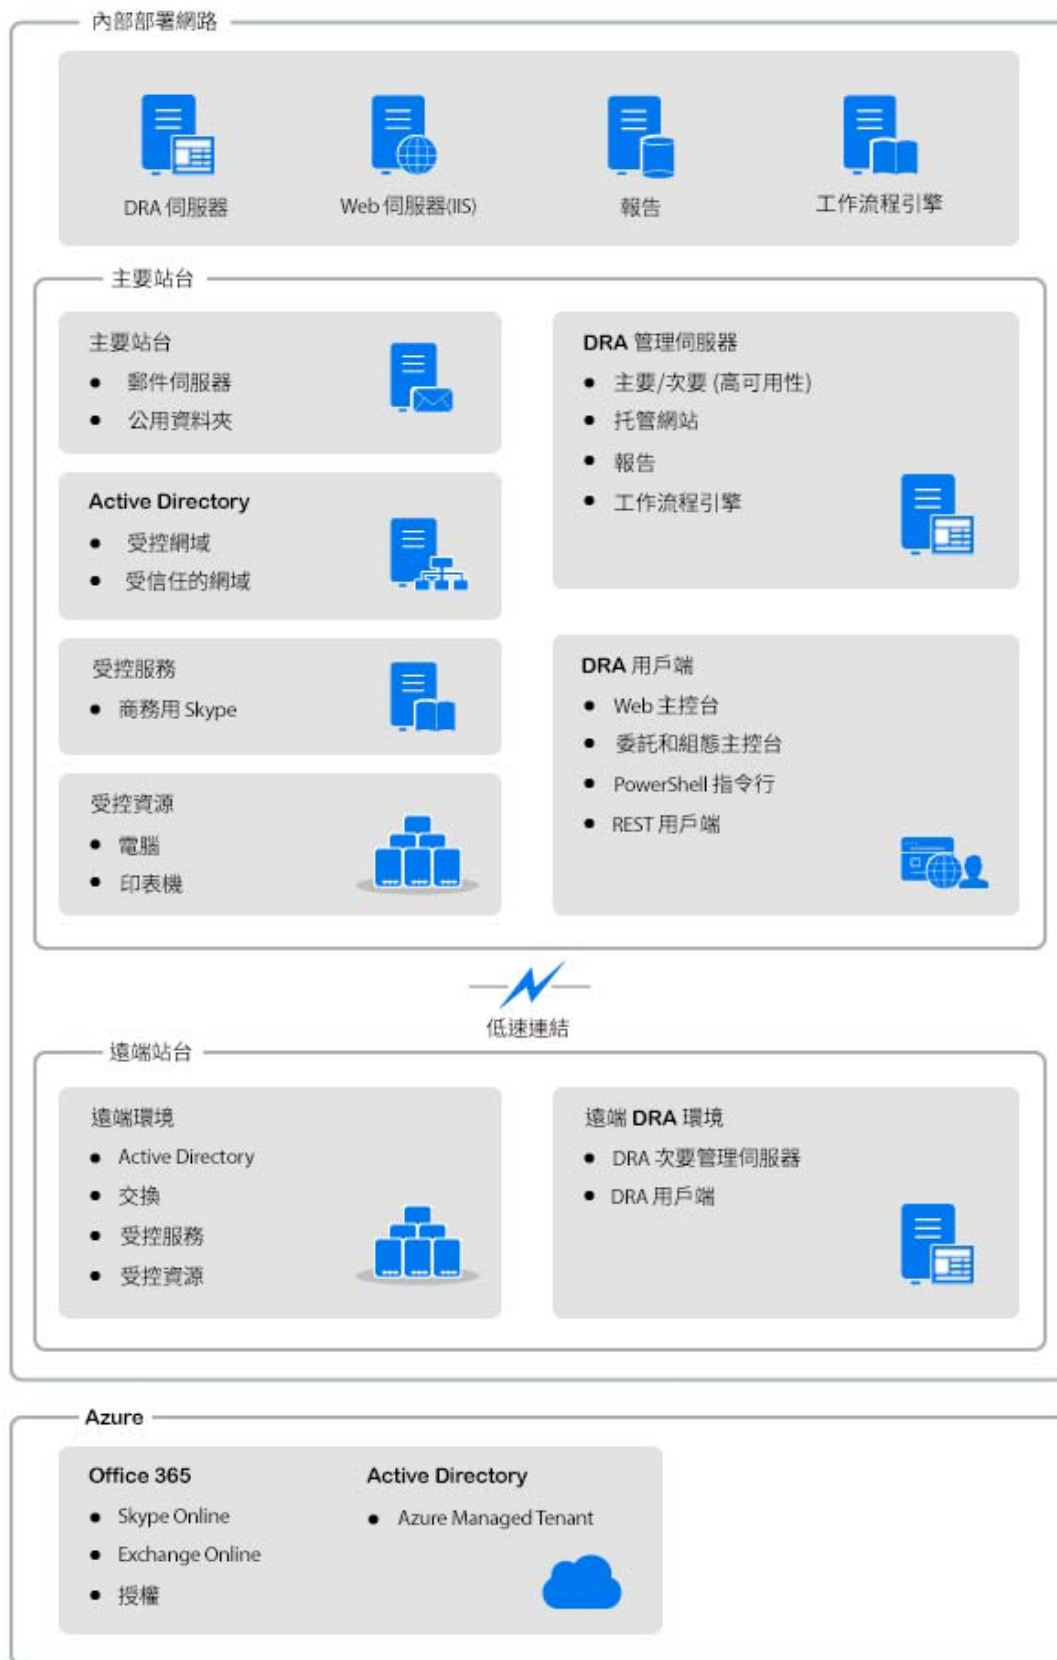 內部部署網路
DRA 伺服器
Web 伺服器(IIS)
報告
工作流程引擎
主要站台
主要站台
● 郵件伺服器
● 公用資料夾
Active Directory
● 受控網域
● 受信任的網域
受控服務
● 商務用 Skype
受控資源
● 電腦
● 印表機
DRA 管理伺服器
● 主要/次要 (高可用性)
● 托管網站
● 報告
● 工作流程引擎
DRA 用戶端
● Web 主控台
● 委託和組態主控台
● PowerShell 指令行
● REST 用戶端
低速連結
遠端站台
遠端環境
● Active Directory
● 交換
● 受控服務
● 受控資源
遠端 DRA 環境
● DRA 次要管理伺服器
● DRA 用戶端
Azure
Office 365
● Skype Online
● Exchange Online
● 授權
Active Directory
● Azure Managed Tenant